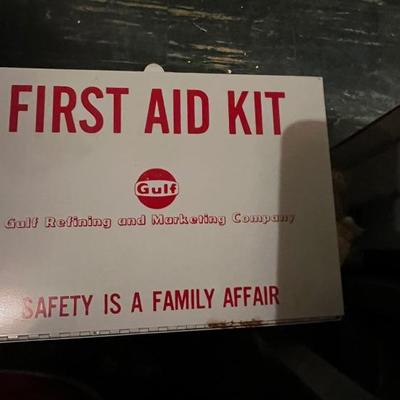 FIRST AID KIT
Gulf
Gulf Refining and Marketing Company
SAFETY IS A FAMILY AFFAIR